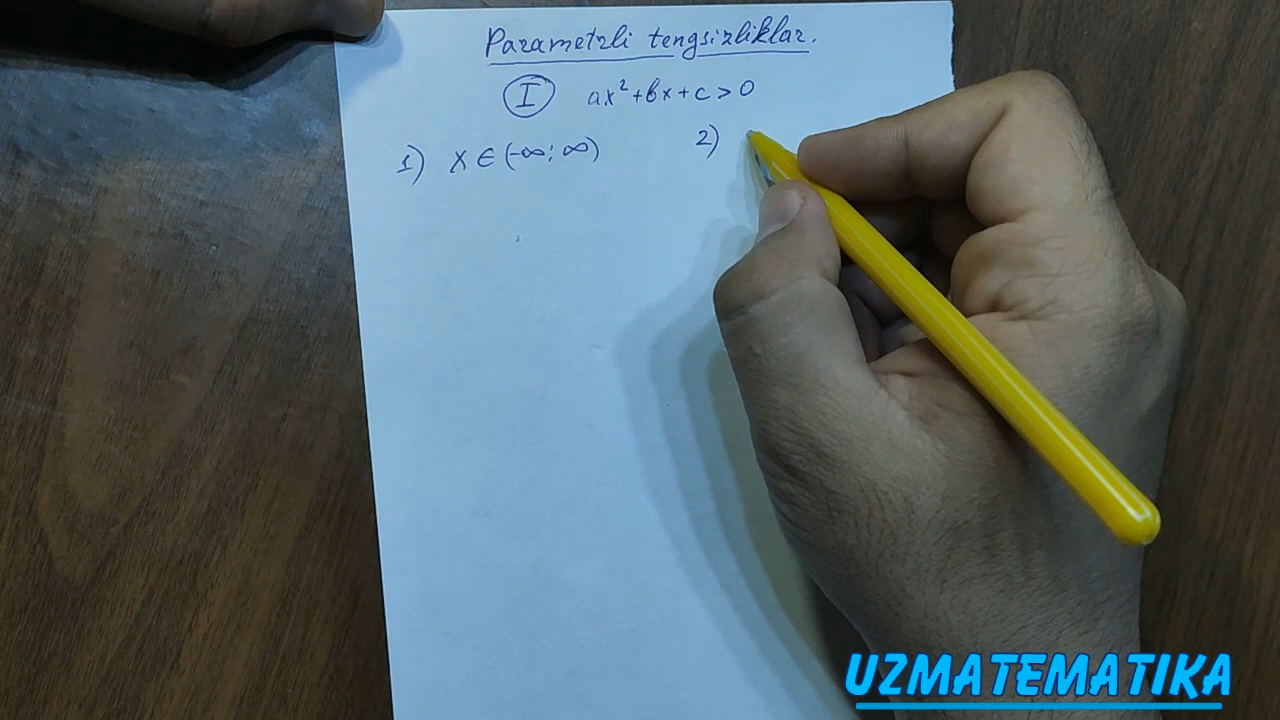 Parametrli tengsizliklar.
I ax²+bx+c>0
1) x∈(-∞;∞) 2)
UZMATEMATIKA